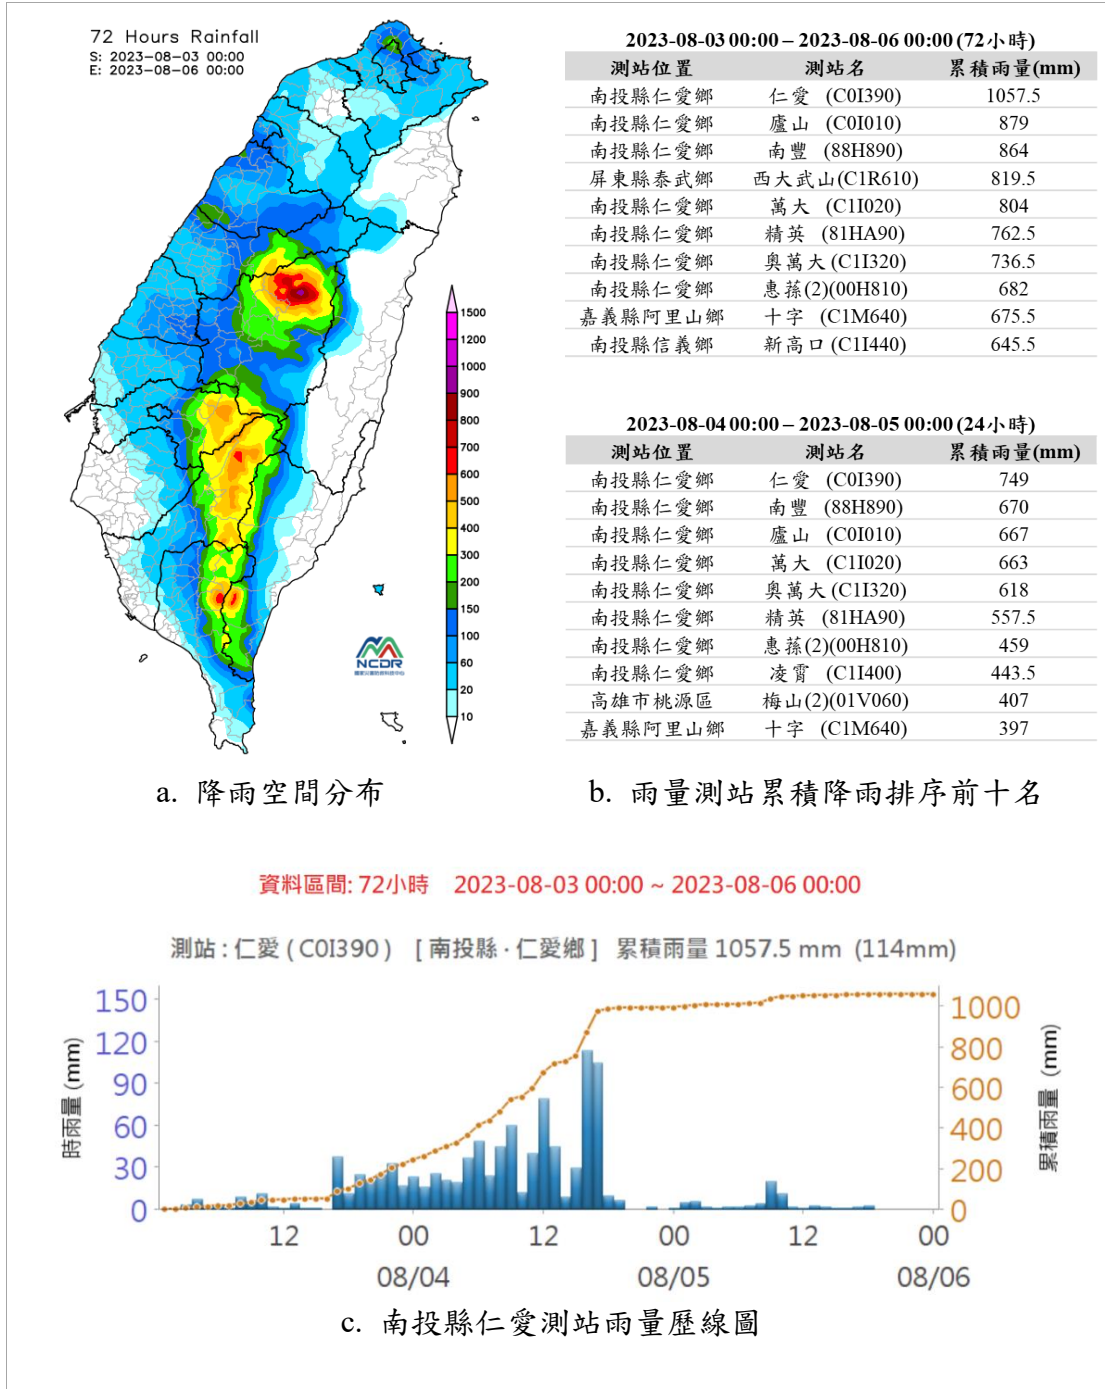 72 Hours Rainfall
S: 2023-08-03 00:00
E: 2023-08-06 00:00
1500
1200
1000
900
800
700
600
500
400
300
200
150
100
60
20
10
NCDR
國家災害防救科技中心
a. 降雨空間分布
2023-08-03 00:00 – 2023-08-06 00:00 (72小時)
測站位置 測站名 累積雨量(mm)
南投縣仁愛鄉 仁愛 (C0I390) 1057.5
南投縣仁愛鄉 廬山 (C0I010) 879
南投縣仁愛鄉 南豐 (88H890) 864
屏東縣泰武鄉 西大武山(C1R610) 819.5
南投縣仁愛鄉 萬大 (C1I020) 804
南投縣仁愛鄉 精英 (81HA90) 762.5
南投縣仁愛鄉 奧萬大 (C1I320) 736.5
南投縣仁愛鄉 惠蓀(2)(00H810) 682
嘉義縣阿里山鄉 十字 (C1M640) 675.5
南投縣信義鄉 新高口 (C1I440) 645.5
2023-08-04 00:00 – 2023-08-05 00:00 (24小時)
測站位置 測站名 累積雨量(mm)
南投縣仁愛鄉 仁愛 (C0I390) 749
南投縣仁愛鄉 南豐 (88H890) 670
南投縣仁愛鄉 廬山 (C0I010) 667
南投縣仁愛鄉 萬大 (C1I020) 663
南投縣仁愛鄉 奧萬大 (C1I320) 618
南投縣仁愛鄉 精英 (81HA90) 557.5
南投縣仁愛鄉 惠蓀(2)(00H810) 459
南投縣仁愛鄉 凌霄 (C1I400) 443.5
高雄市桃源區 梅山(2)(01V060) 407
嘉義縣阿里山鄉 十字 (C1M640) 397
b. 雨量測站累積降雨排序前十名
資料區間: 72小時 2023-08-03 00:00 ~ 2023-08-06 00:00
測站 : 仁愛 ( C0I390 ) [ 南投縣 · 仁愛鄉 ] 累積雨量 1057.5 mm (114mm)
時雨量 (mm)
150
120
90
60
30
0
1000
800
600
400
200
0
累積雨量 (mm)
12 00 12 00 12 00
08/04 08/05 08/06
c. 南投縣仁愛測站雨量歷線圖